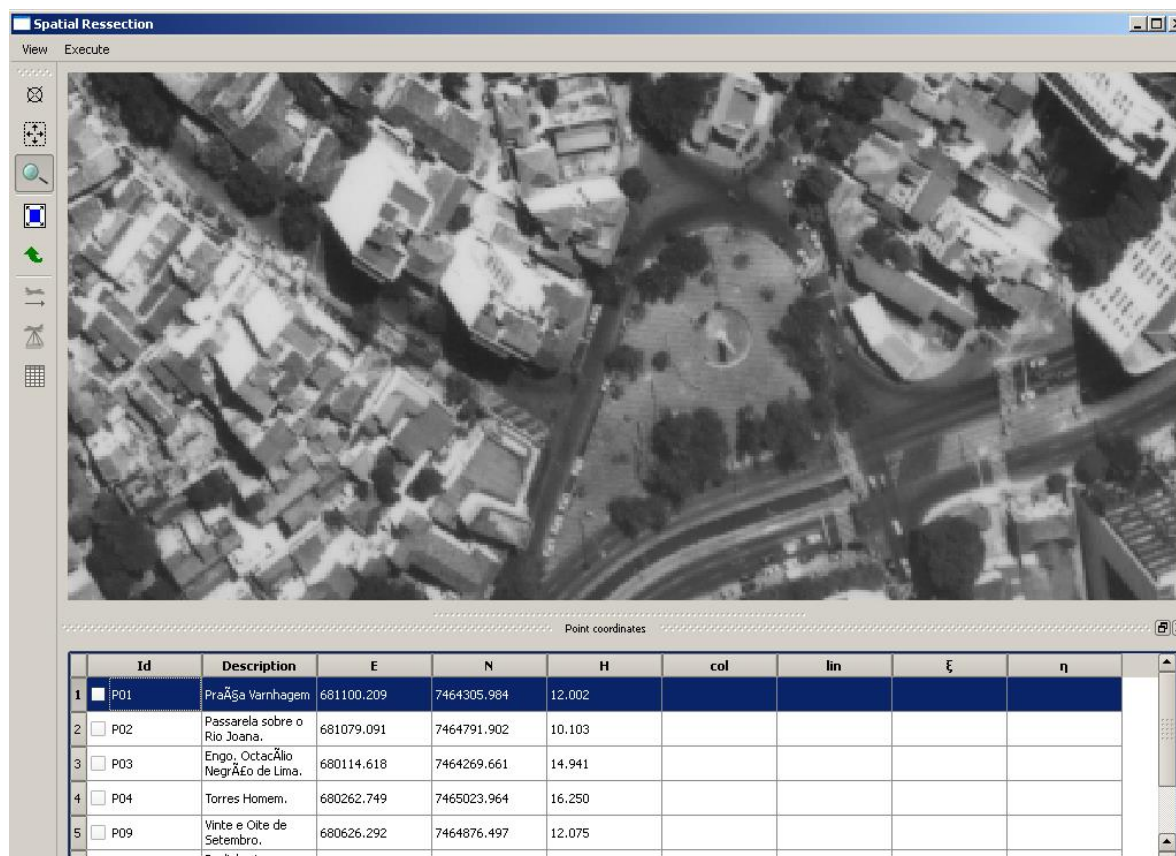 Spatial Ressection
View Execute
Point coordinates
Id Description E N H col lin ξ η
1 P01 PraÃ§a Varnhagem 681100.209 7464305.984 12.002
2 P02 Passarela sobre o
Rio Joana. 681079.091 7464791.902 10.103
3 P03 Engo, OctacÃlio
NegrÃ£o de Lima. 680114.618 7464269.661 14.941
4 P04 Torres Homem. 680262.749 7465023.964 16.250
5 P09 Vinte e Oite de
Setembro. 680626.292 7464876.497 12.075